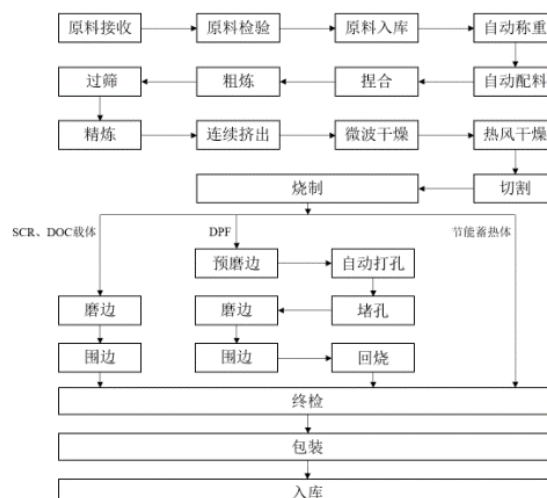 原料接收
原料检验
原料入库
自动称重
过筛
粗炼
捏合
自动配料
精炼
连续挤出
微波干燥
热风干燥
烧制
切割
SCR、DOC载体
DPF
节能蓄热体
预磨边
自动打孔
磨边
磨边
堵孔
围边
围边
回烧
终检
包装
入库